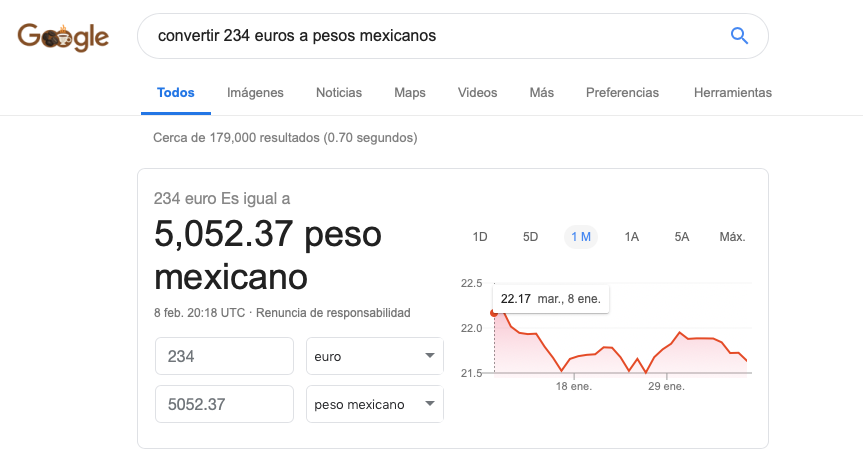 Google
convertir 234 euros a pesos mexicanos
Todos Imágenes Noticias Maps Videos Más Preferencias Herramientas
Cerca de 179,000 resultados (0.70 segundos)
234 euro Es igual a
5,052.37 peso
mexicano
8 feb. 20:18 UTC · Renuncia de responsabilidad
234 euro
5052.37 peso mexicano
1D 5D 1 M 1A 5A Máx.
22.5
22.17 mar., 8 ene.
22.0
21.5
18 ene. 29 ene.